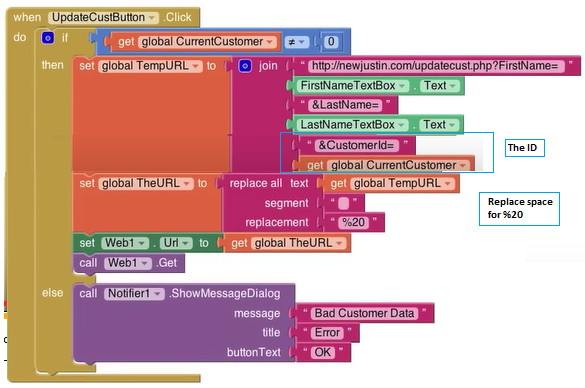 when UpdateCustButton .Click
do if get global CurrentCustomer ≠ 0
then set global TempURL to join " http://newjustin.com/updatecust.php?FirstName= "
FirstNameTextBox . Text
" &LastName= "
LastNameTextBox . Text
" &CustomerId= " The ID
get global CurrentCustomer
set global TheURL to replace all text get global TempURL
segment " " Replace space
replacement " %20 " for %20
set Web1 . Url to get global TheURL
call Web1 .Get
else call Notifier1 .ShowMessageDialog
message " Bad Customer Data "
title " Error "
buttonText " OK "